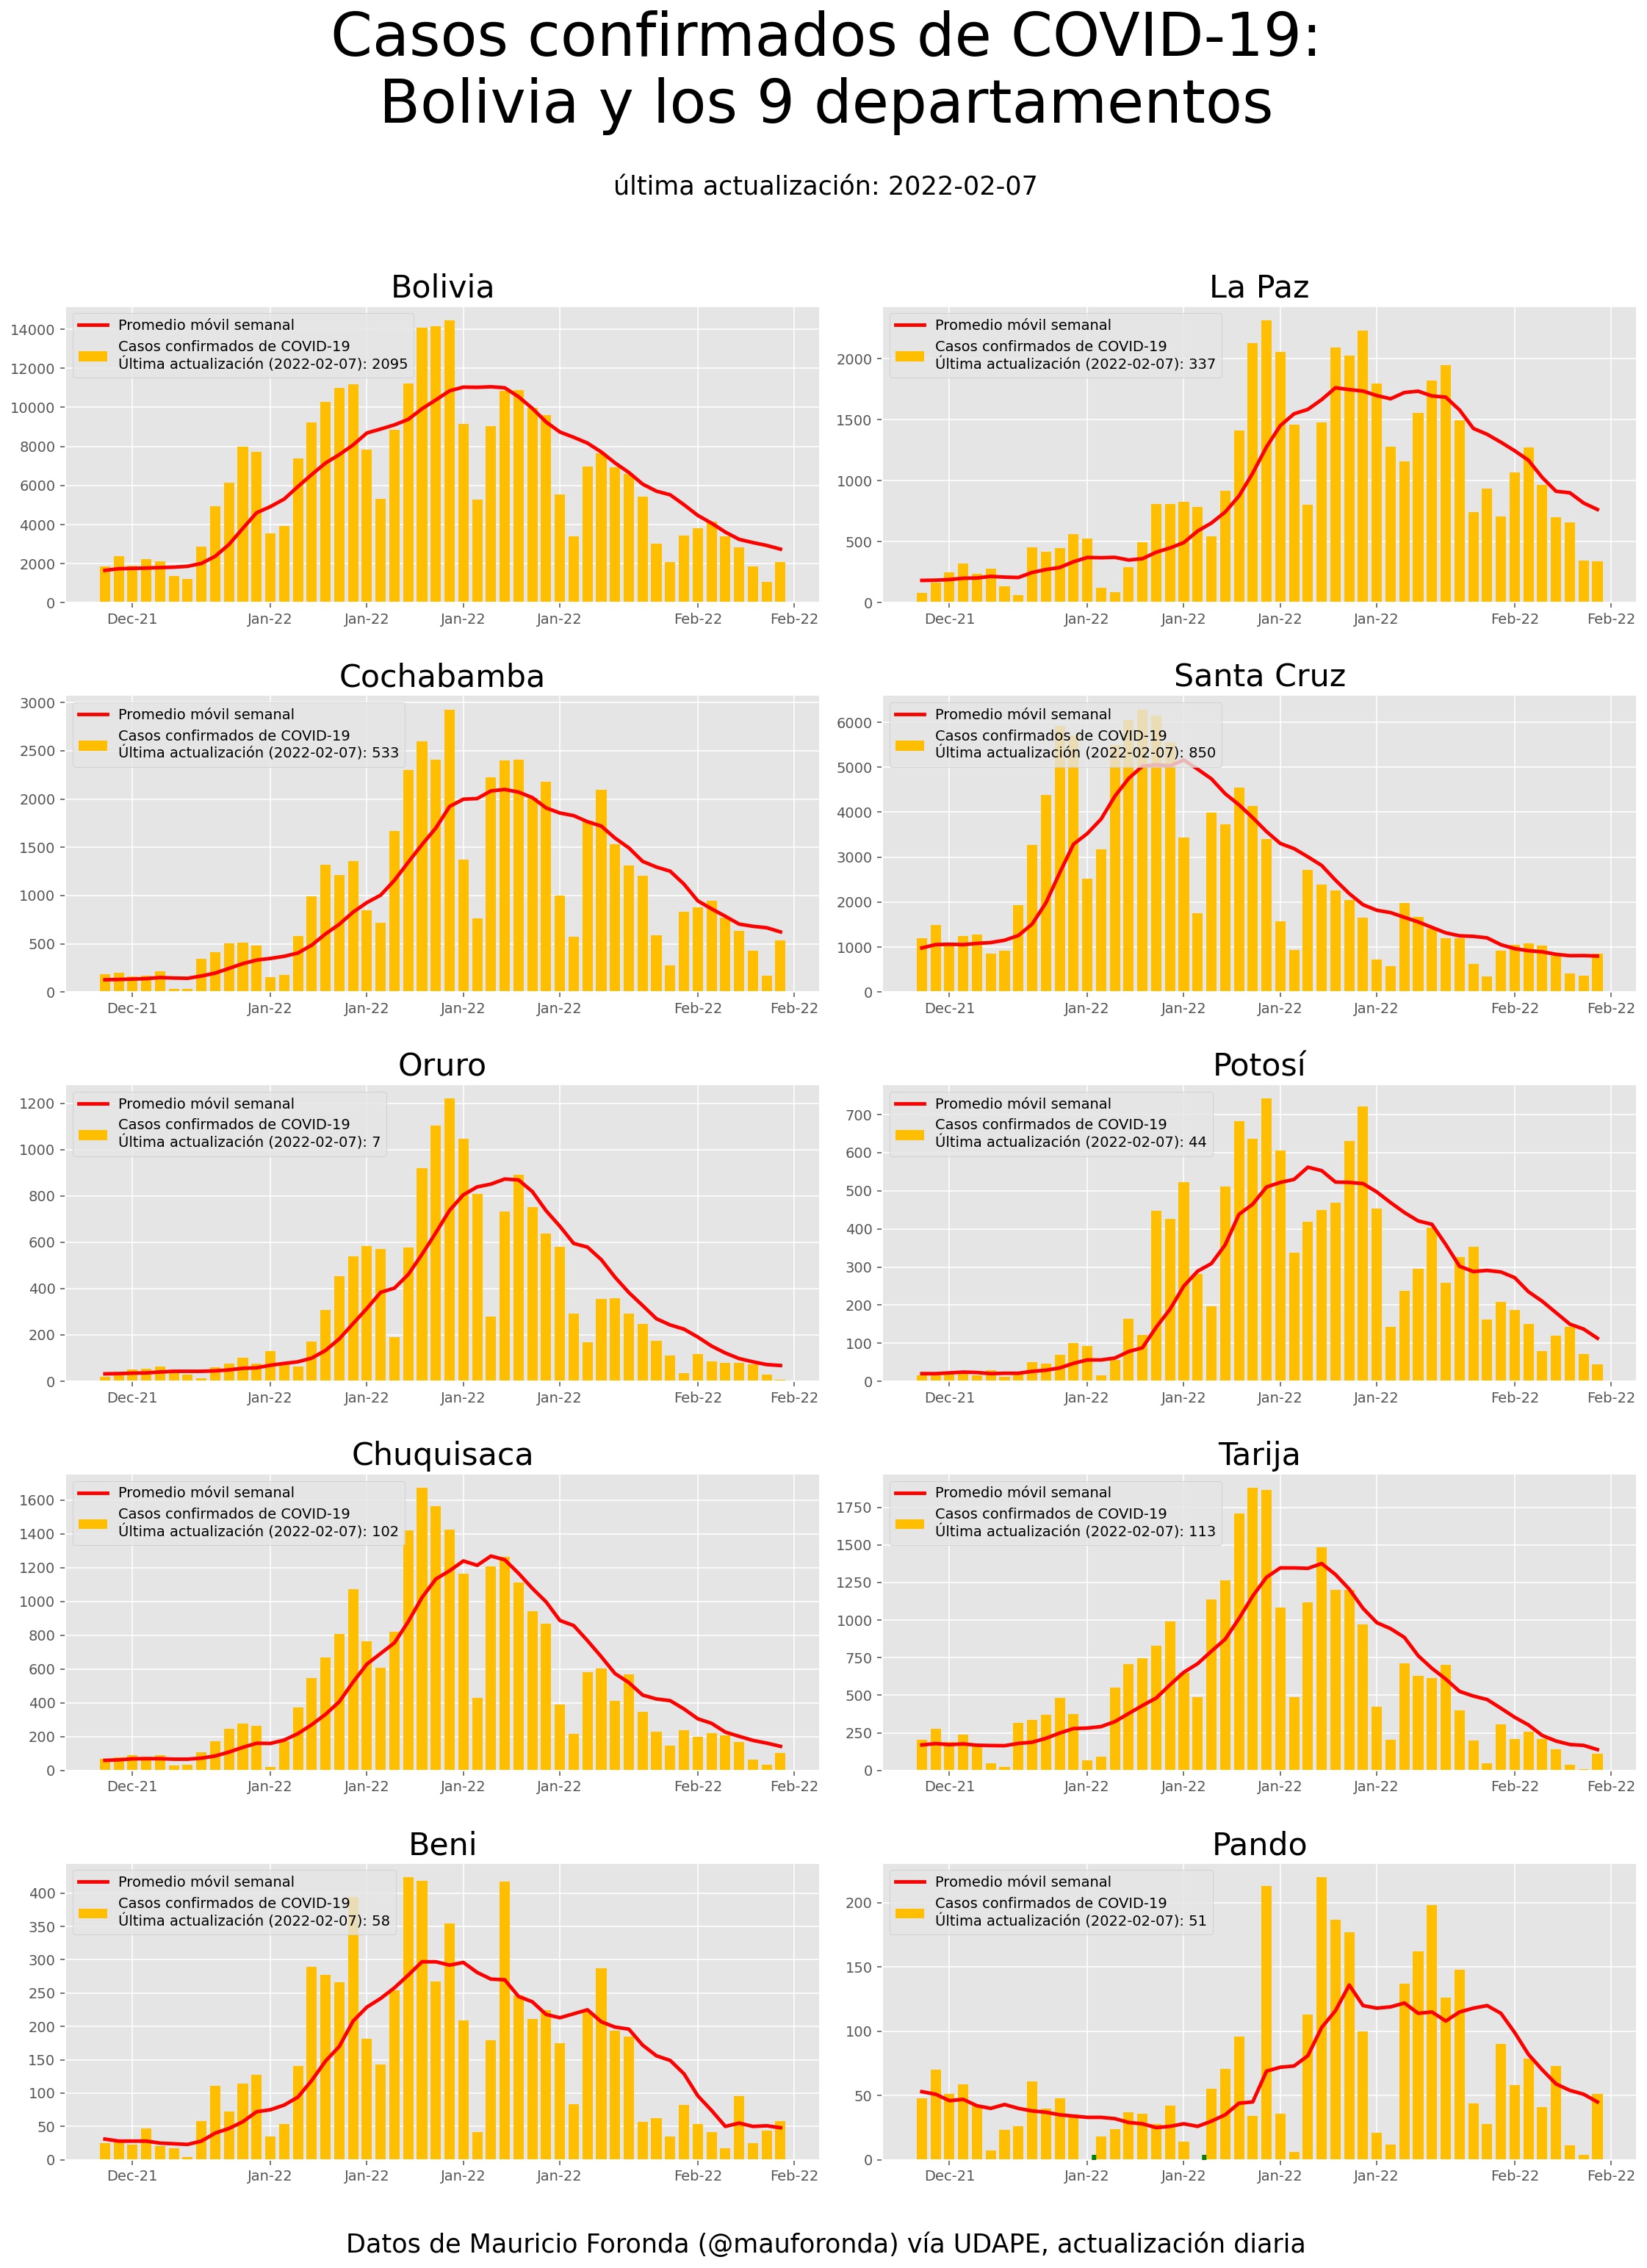 Casos confirmados de COVID-19:
Bolivia y los 9 departamentos
última actualización: 2022-02-07
Bolivia
Promedio móvil semanal
Casos confirmados de COVID-19
Última actualización (2022-02-07): 2095
14000
12000
10000
8000
6000
4000
2000
0
Dec-21 Jan-22 Jan-22 Jan-22 Jan-22 Feb-22 Feb-22
La Paz
Promedio móvil semanal
Casos confirmados de COVID-19
Última actualización (2022-02-07): 337
2000
1500
1000
500
0
Dec-21 Jan-22 Jan-22 Jan-22 Jan-22 Feb-22 Feb-22
Cochabamba
Promedio móvil semanal
Casos confirmados de COVID-19
Última actualización (2022-02-07): 533
3000
2500
2000
1500
1000
500
0
Dec-21 Jan-22 Jan-22 Jan-22 Jan-22 Feb-22 Feb-22
Santa Cruz
Promedio móvil semanal
Casos confirmados de COVID-19
Última actualización (2022-02-07): 850
6000
5000
4000
3000
2000
1000
0
Dec-21 Jan-22 Jan-22 Jan-22 Jan-22 Feb-22 Feb-22
Oruro
Promedio móvil semanal
Casos confirmados de COVID-19
Última actualización (2022-02-07): 7
1200
1000
800
600
400
200
0
Dec-21 Jan-22 Jan-22 Jan-22 Jan-22 Feb-22 Feb-22
Potosí
Promedio móvil semanal
Casos confirmados de COVID-19
Última actualización (2022-02-07): 44
700
600
500
400
300
200
100
0
Dec-21 Jan-22 Jan-22 Jan-22 Jan-22 Feb-22 Feb-22
Chuquisaca
Promedio móvil semanal
Casos confirmados de COVID-19
Última actualización (2022-02-07): 102
1600
1400
1200
1000
800
600
400
200
0
Dec-21 Jan-22 Jan-22 Jan-22 Jan-22 Feb-22 Feb-22
Tarija
Promedio móvil semanal
Casos confirmados de COVID-19
Última actualización (2022-02-07): 113
1750
1500
1250
1000
750
500
250
0
Dec-21 Jan-22 Jan-22 Jan-22 Jan-22 Feb-22 Feb-22
Beni
Promedio móvil semanal
Casos confirmados de COVID-19
Última actualización (2022-02-07): 58
400
350
300
250
200
150
100
50
0
Dec-21 Jan-22 Jan-22 Jan-22 Jan-22 Feb-22 Feb-22
Pando
Promedio móvil semanal
Casos confirmados de COVID-19
Última actualización (2022-02-07): 51
200
150
100
50
0
Dec-21 Jan-22 Jan-22 Jan-22 Jan-22 Feb-22 Feb-22
Datos de Mauricio Foronda (@mauforonda) vía UDAPE, actualización diaria